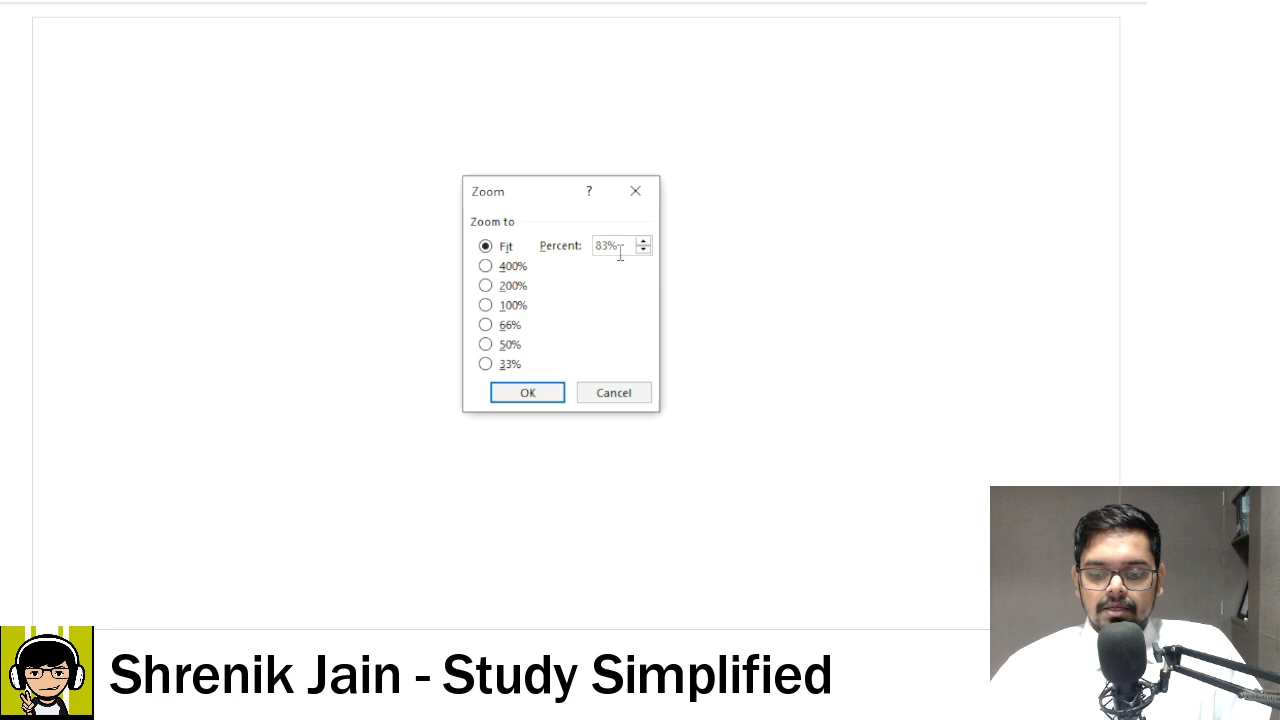 Zoom ?
Zoom to
Fit Percent: 83%
400%
200%
100%
66%
50%
33%
OK Cancel
Shrenik Jain - Study Simplified